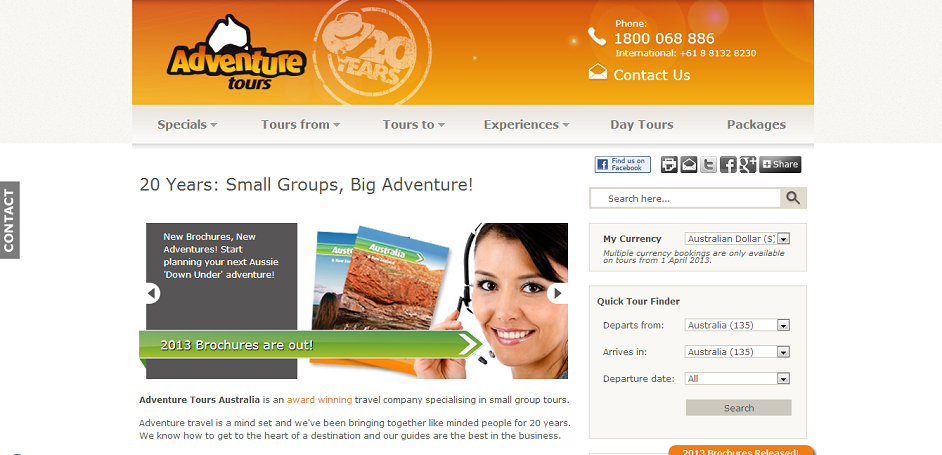 Adventure
tours
20
YEARS
Phone:
1800 068 886
International: +61 8 8132 8230
Contact Us
Specials
Tours from
Tours to
Experiences
Day Tours
Packages
CONTACT
Find us on
Facebook
Share
20 Years: Small Groups, Big Adventure!
Search here...
New Brochures, New
Adventures! Start
planning your next Aussie
'Down Under' adventure!
Australia
Australia
2013 Brochures are out!
My Currency
Australian Dollar ($)
Multiple currency bookings are only available
on tours from 1 April 2013.
Quick Tour Finder
Departs from:
Australia (135)
Arrives in:
Australia (135)
Departure date:
All
Search
Adventure Tours Australia is an award winning travel company specialising in small group tours.
Adventure travel is a mind set and we've been bringing together like minded people for 20 years.
We know how to get to the heart of a destination and our guides are the best in the business.
2013 Brochures Released!